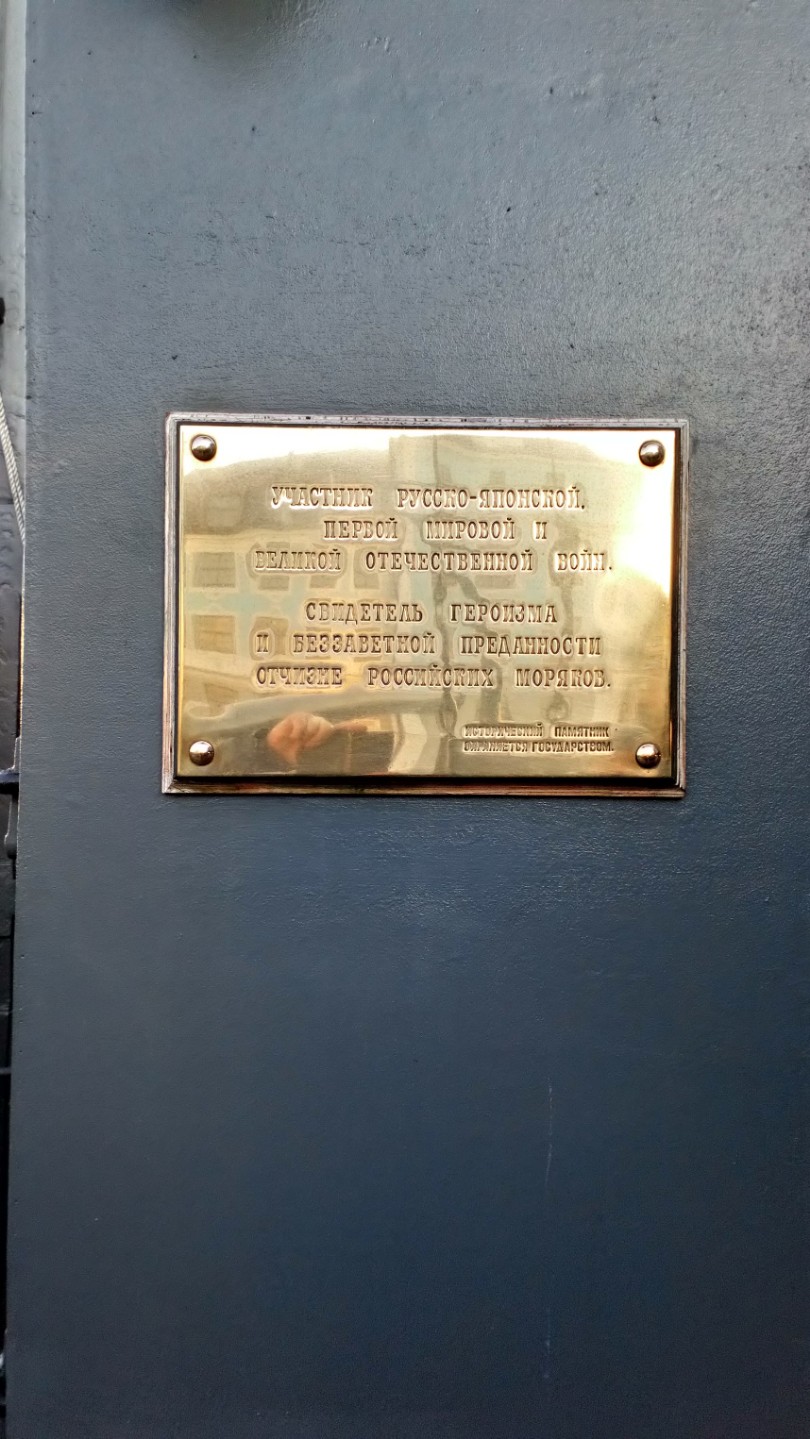 УЧАСТНИК РУССКО-ЯПОНСКОЙ,
ПЕРВОЙ МИРОВОЙ И
ВЕЛИКОЙ ОТЕЧЕСТВЕННОЙ ВОЙН.
СВИДЕТЕЛЬ ГЕРОИЗМА
И БЕЗЗАВЕТНОЙ ПРЕДАННОСТИ
ОТЧИЗНЕ РОССИЙСКИХ МОРЯКОВ.
ИСТОРИЧЕСКИЙ ПАМЯТНИК
ОХРАНЯЕТСЯ ГОСУДАРСТВОМ.